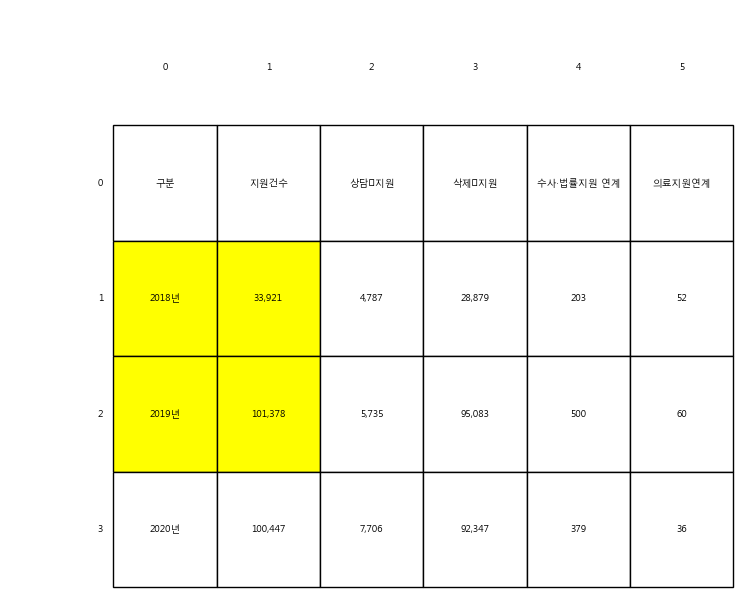 0 1 2 3 4 5
0 구분 지원건수 상담▯지원 삭제▯지원 수사·법률지원 연계 의료지원연계
1 2018년 33,921 4,787 28,879 203 52
2 2019년 101,378 5,735 95,083 500 60
3 2020년 100,447 7,706 92,347 379 36